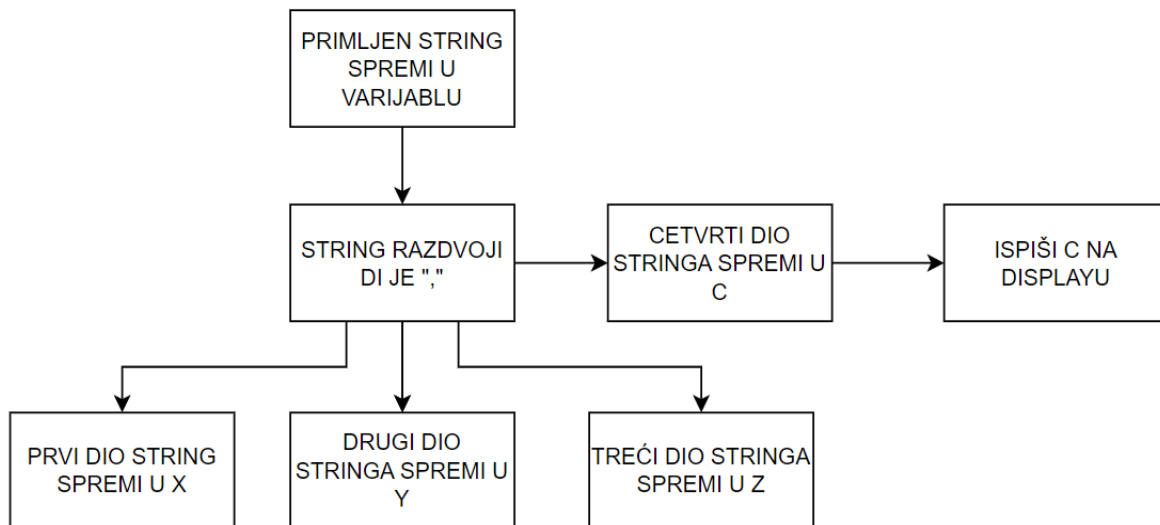 PRIMLJEN STRING
SPREMI U
VARIJABLU
STRING RAZDVOJI
DI JE ","
CETVRTI DIO
STRINGA SPREMI U
C
ISPIŠI C NA
DISPLAYU
PRVI DIO STRING
SPREMI U X
DRUGI DIO
STRINGA SPREMI U
Y
TREĆI DIO STRINGA
SPREMI U Z